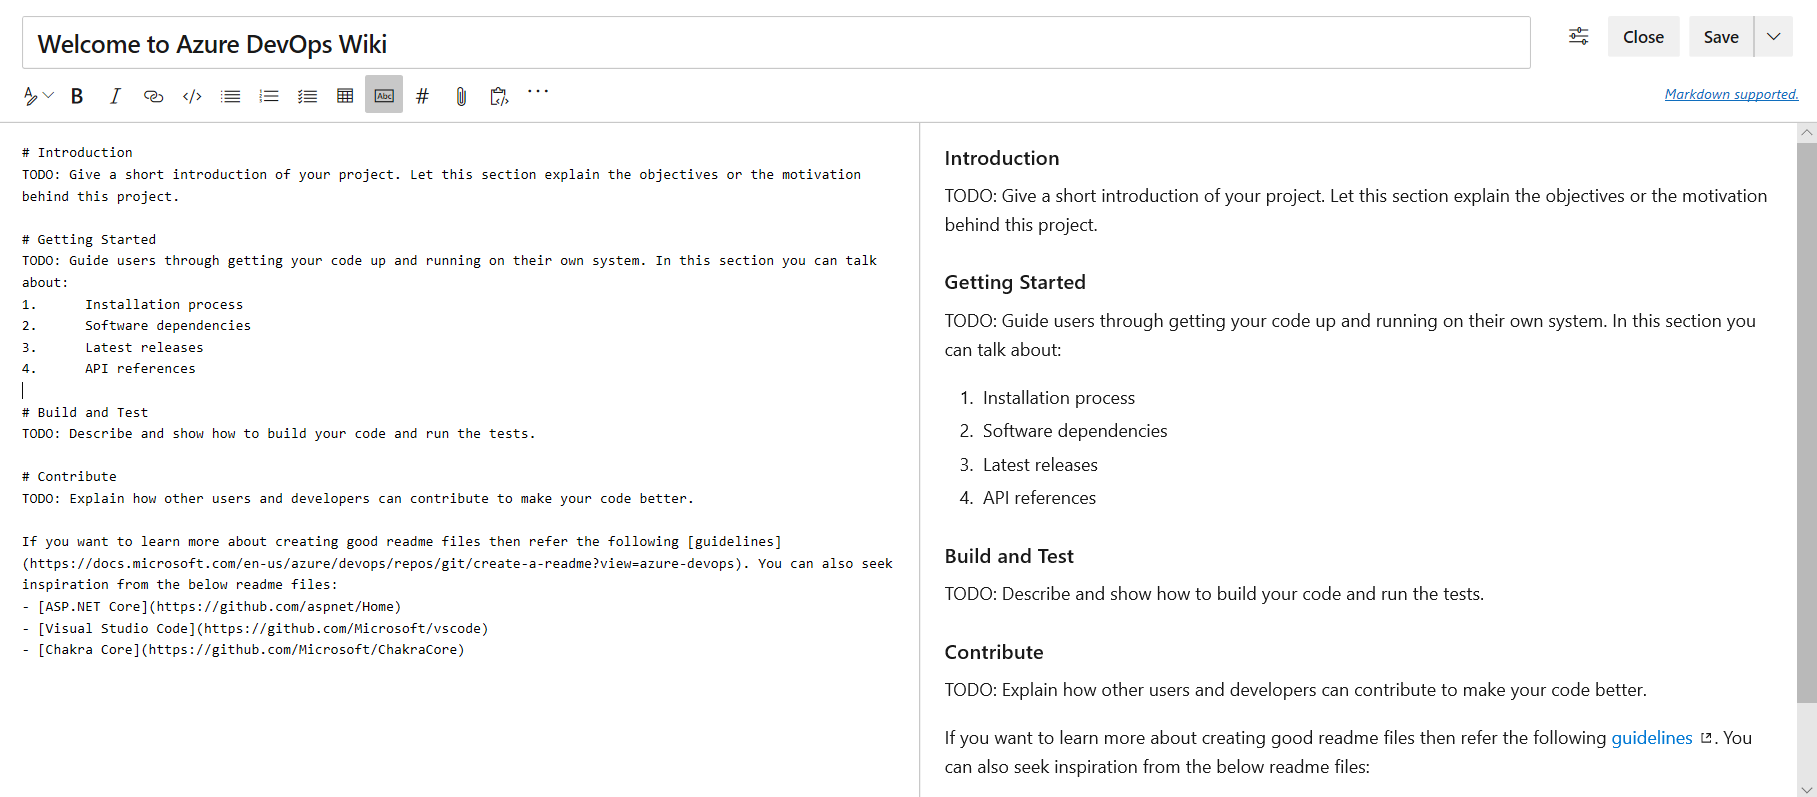 Welcome to Azure DevOps Wiki
Close
Save
B
I
</>
Abc
#
...
Markdown supported.
# Introduction
TODO: Give a short introduction of your project. Let this section explain the objectives or the motivation
behind this project.
# Getting Started
TODO: Guide users through getting your code up and running on their own system. In this section you can talk
about:
1. Installation process
2. Software dependencies
3. Latest releases
4. API references
# Build and Test
TODO: Describe and show how to build your code and run the tests.
# Contribute
TODO: Explain how other users and developers can contribute to make your code better.
If you want to learn more about creating good readme files then refer the following [guidelines]
(https://docs.microsoft.com/en-us/azure/devops/repos/git/create-a-readme?view=azure-devops). You can also seek
inspiration from the below readme files:
- [ASP.NET Core](https://github.com/aspnet/Home)
- [Visual Studio Code](https://github.com/Microsoft/vscode)
- [Chakra Core](https://github.com/Microsoft/ChakraCore)
Introduction
TODO: Give a short introduction of your project. Let this section explain the objectives or the motivation
behind this project.
Getting Started
TODO: Guide users through getting your code up and running on their own system. In this section you
can talk about:
1. Installation process
2. Software dependencies
3. Latest releases
4. API references
Build and Test
TODO: Describe and show how to build your code and run the tests.
Contribute
TODO: Explain how other users and developers can contribute to make your code better.
If you want to learn more about creating good readme files then refer the following guidelines . You
can also seek inspiration from the below readme files: